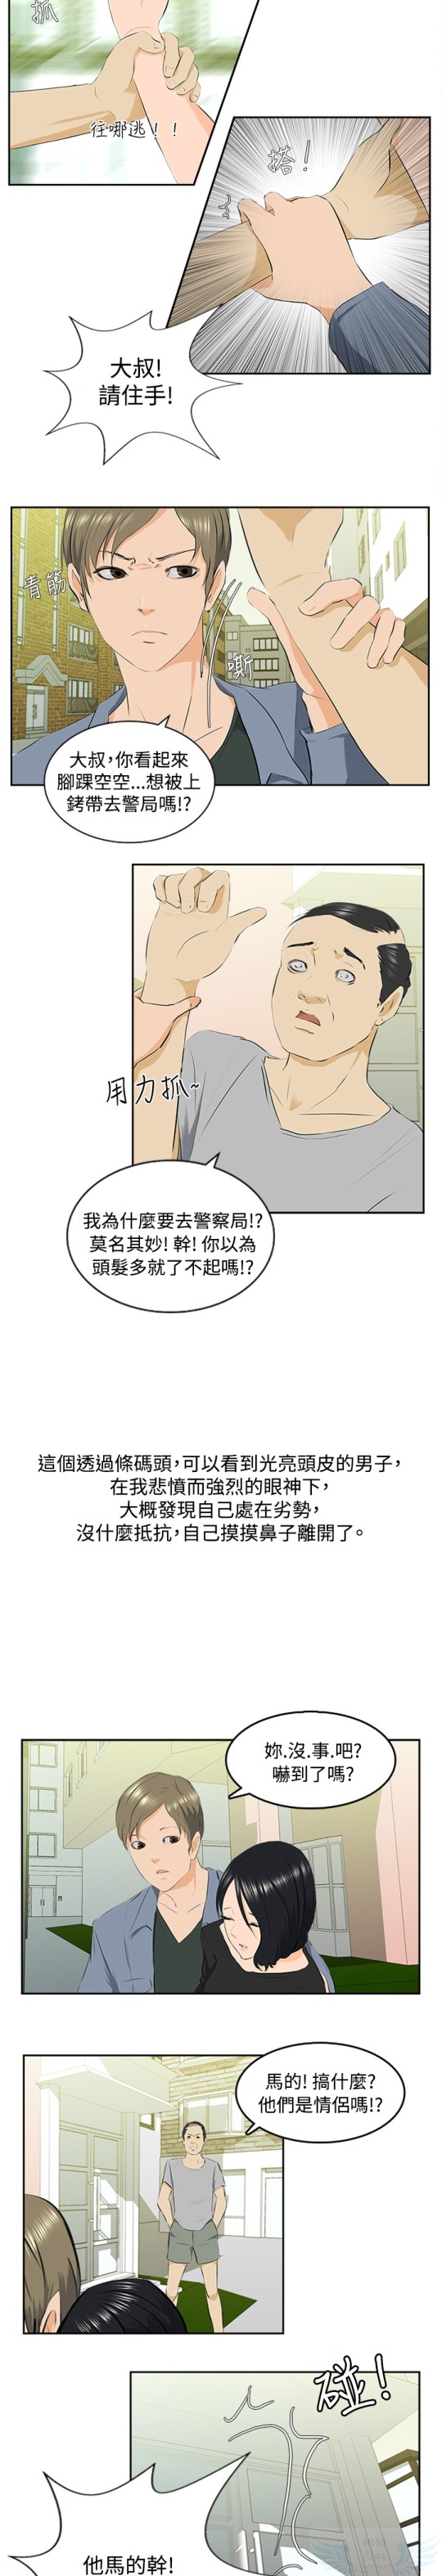 抓
往哪逃！！
搭！
大叔!
請住手!
青筋
嘶
大叔,你看起來
腳踝空空...想被上
銬帶去警局嗎!?
用力抓~
我為什麼要去警察局!?
莫名其妙! 幹! 你以為
頭髮多就了不起嗎!?
這個透過條碼頭,可以看到光亮頭皮的男子,
在我悲憤而強烈的眼神下,
大概發現自己處在劣勢,
沒什麼抵抗,自己摸摸鼻子離開了。
妳.沒.事.吧?
嚇到了嗎?
馬的! 搞什麼?
他們是情侶嗎!?
碰!
他馬的幹!